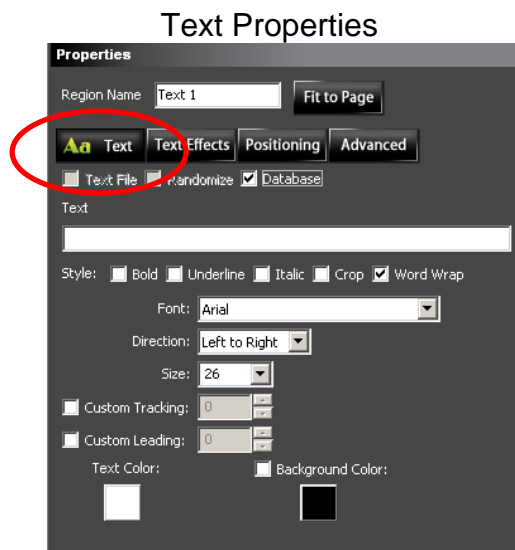 Text Properties
Properties
Region Name Text 1 Fit to Page
Aa Text Text Effects Positioning Advanced
Text File Randomize Database
Text
Style: Bold Underline Italic Crop Word Wrap
Font: Arial
Direction: Left to Right
Size: 26
Custom Tracking: 0
Custom Leading: 0
Text Color: Background Color: